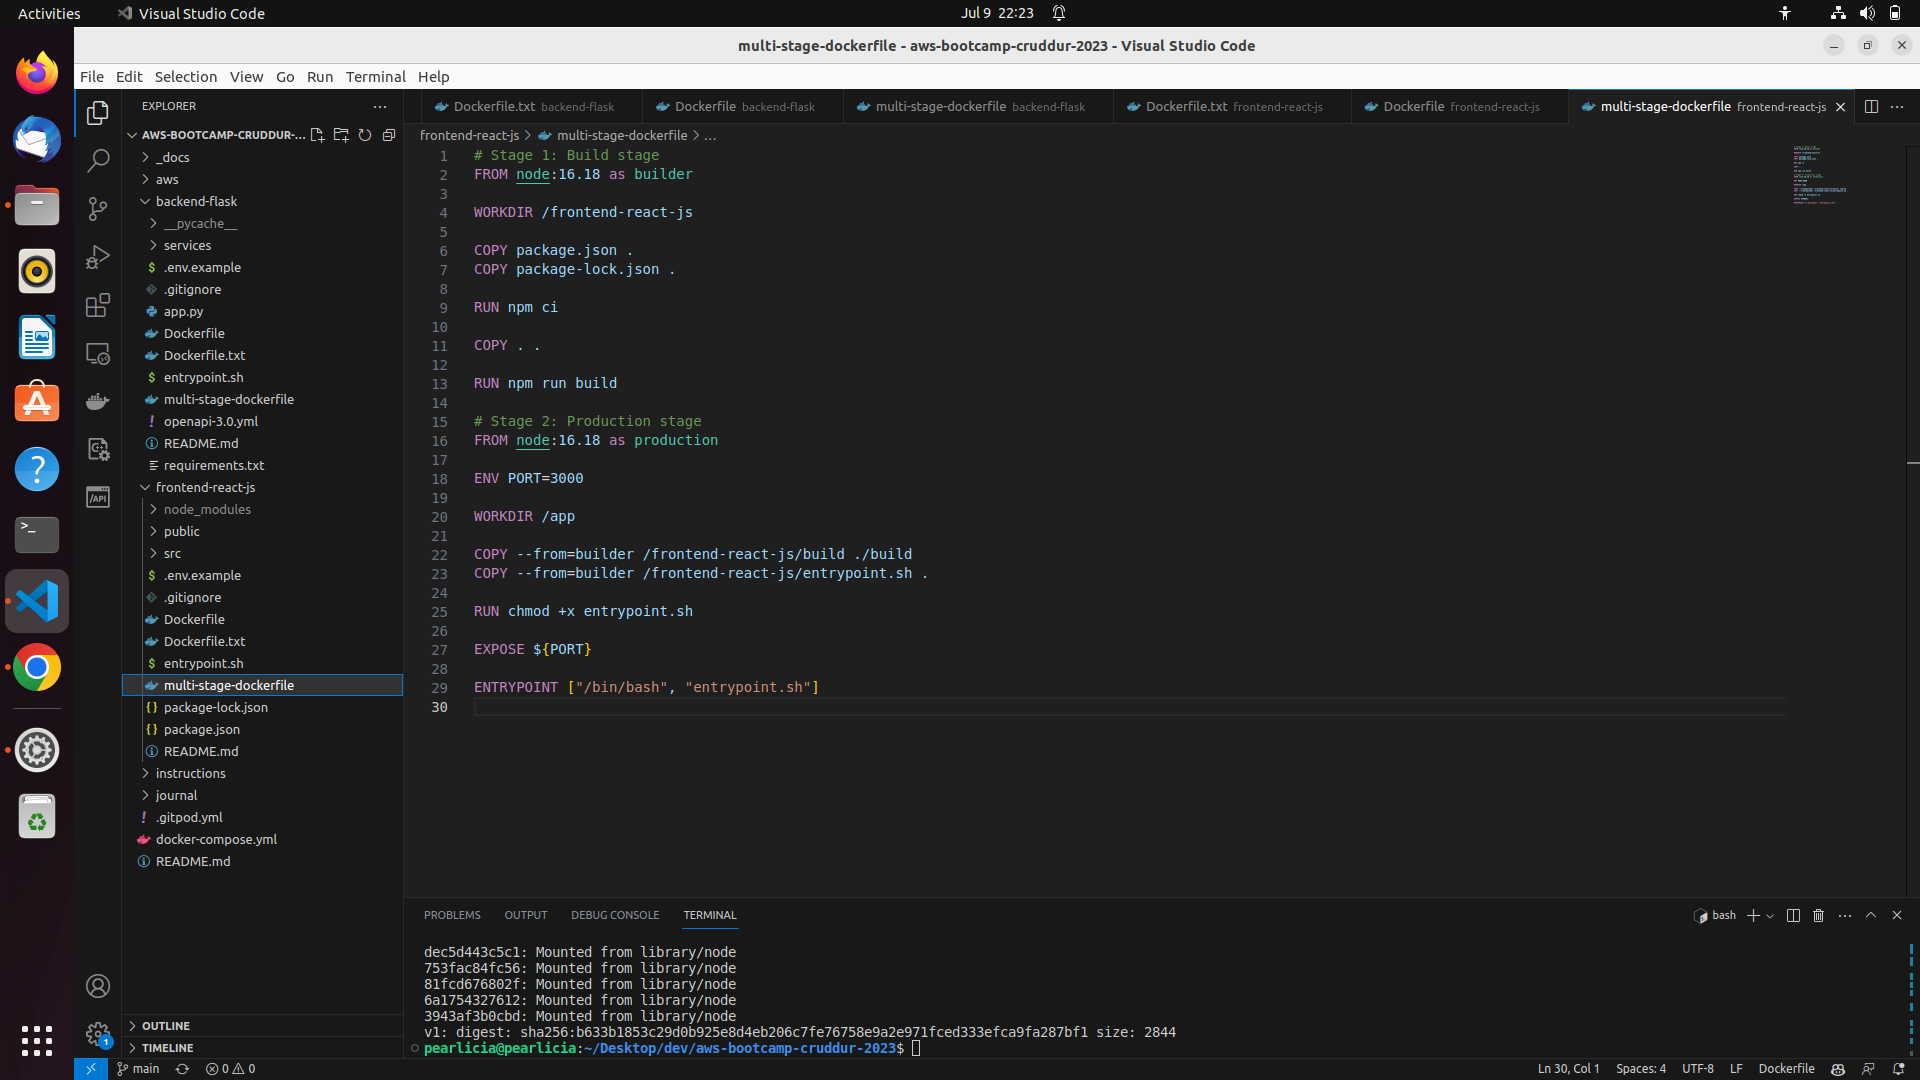 Activities
Visual Studio Code
Jul 9 22:23
multi-stage-dockerfile - aws-bootcamp-cruddur-2023 - Visual Studio Code
File Edit Selection View Go Run Terminal Help
EXPLORER
AWS-BOOTCAMP-CRUDDUR-...
_docs
aws
backend-flask
__pycache__
services
.env.example
.gitignore
app.py
Dockerfile
Dockerfile.txt
entrypoint.sh
multi-stage-dockerfile
openapi-3.0.yml
README.md
requirements.txt
frontend-react-js
node_modules
public
src
.env.example
.gitignore
Dockerfile
Dockerfile.txt
entrypoint.sh
multi-stage-dockerfile
package-lock.json
package.json
README.md
instructions
journal
.gitpod.yml
docker-compose.yml
README.md
OUTLINE
TIMELINE
Dockerfile.txt backend-flask
Dockerfile backend-flask
multi-stage-dockerfile backend-flask
Dockerfile.txt frontend-react-js
Dockerfile frontend-react-js
multi-stage-dockerfile frontend-react-js
frontend-react-js > multi-stage-dockerfile > ...
1 # Stage 1: Build stage
2 FROM node:16.18 as builder
3
4 WORKDIR /frontend-react-js
5
6 COPY package.json .
7 COPY package-lock.json .
8
9 RUN npm ci
10
11 COPY . .
12
13 RUN npm run build
14
15 # Stage 2: Production stage
16 FROM node:16.18 as production
17
18 ENV PORT=3000
19
20 WORKDIR /app
21
22 COPY --from=builder /frontend-react-js/build ./build
23 COPY --from=builder /frontend-react-js/entrypoint.sh .
24
25 RUN chmod +x entrypoint.sh
26
27 EXPOSE ${PORT}
28
29 ENTRYPOINT ["/bin/bash", "entrypoint.sh"]
30
PROBLEMS OUTPUT DEBUG CONSOLE TERMINAL
bash
dec5d443c5c1: Mounted from library/node
753fac84fc56: Mounted from library/node
81fcd676802f: Mounted from library/node
6a1754327612: Mounted from library/node
3943af3b0cbd: Mounted from library/node
v1: digest: sha256:b633b1853c29d0b925e8d4eb206c7fe76758e9a2e971fced333efca9fa287bf1 size: 2844
pearlicia@pearlicia:~/Desktop/dev/aws-bootcamp-cruddur-2023$
main 0 0
Ln 30, Col 1 Spaces: 4 UTF-8 LF Dockerfile